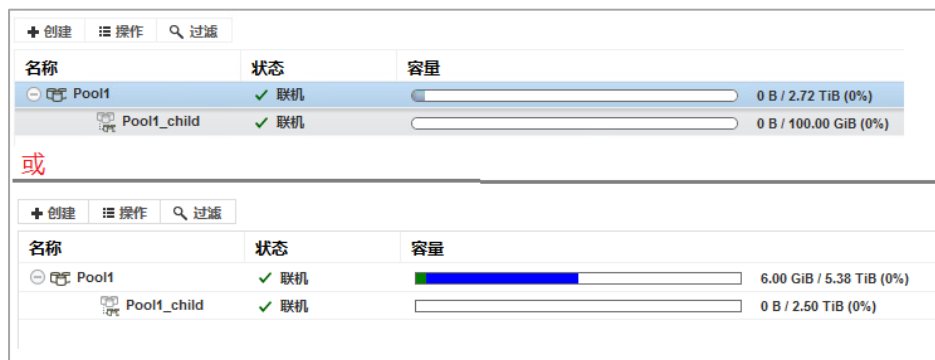 创建 操作 过滤
名称 状态 容量
Pool1 联机 0 B / 2.72 TiB (0%)
Pool1_child 联机 0 B / 100.00 GiB (0%)
或
创建 操作 过滤
名称 状态 容量
Pool1 联机 6.00 GiB / 5.38 TiB (0%)
Pool1_child 联机 0 B / 2.50 TiB (0%)